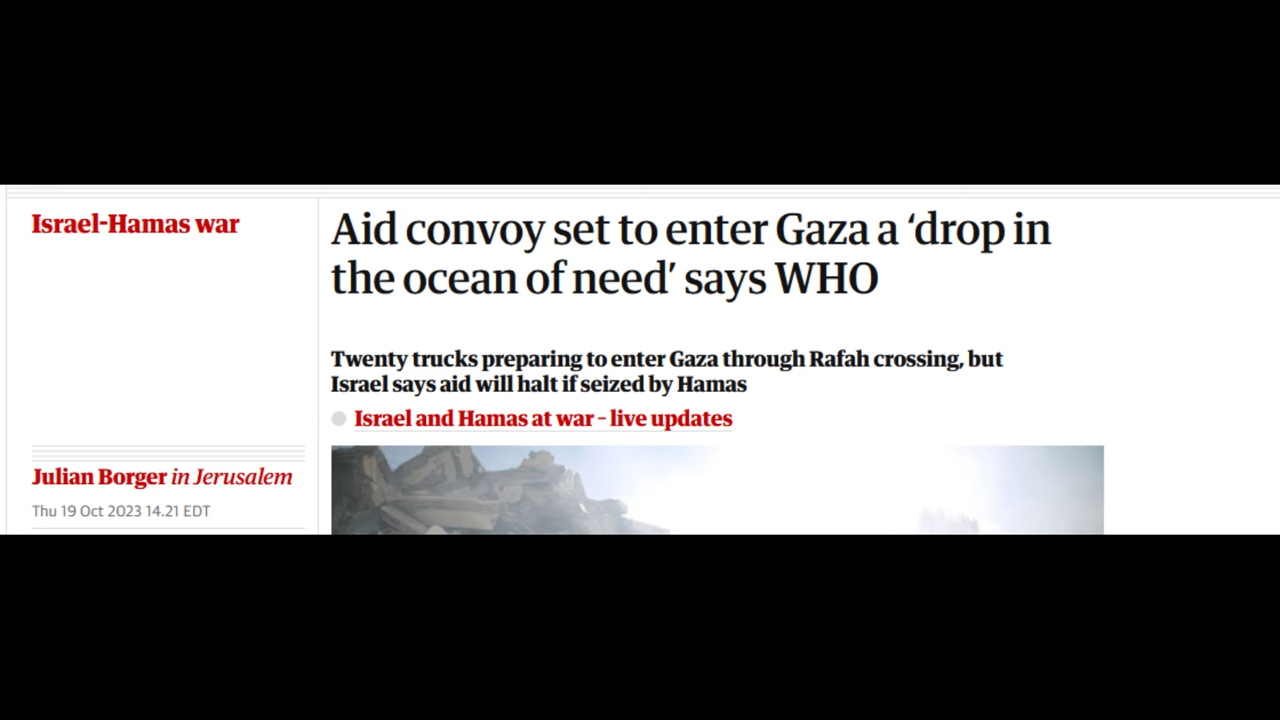 Israel-Hamas war
Aid convoy set to enter Gaza a ‘drop in
the ocean of need’ says WHO
Twenty trucks preparing to enter Gaza through Rafah crossing, but
Israel says aid will halt if seized by Hamas
Israel and Hamas at war – live updates
Julian Borger in Jerusalem
Thu 19 Oct 2023 14.21 EDT